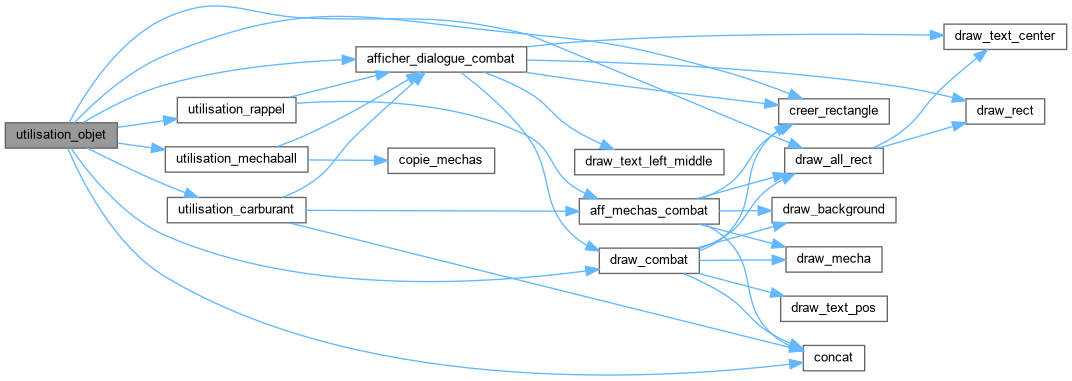 utilisation_objet
utilisation_rappel
utilisation_mechaball
utilisation_carburant
afficher_dialogue_combat
copie_mechas
draw_text_left_middle
aff_mechas_combat
draw_combat
draw_text_center
creer_rectangle
draw_rect
draw_all_rect
draw_background
draw_mecha
draw_text_pos
concat